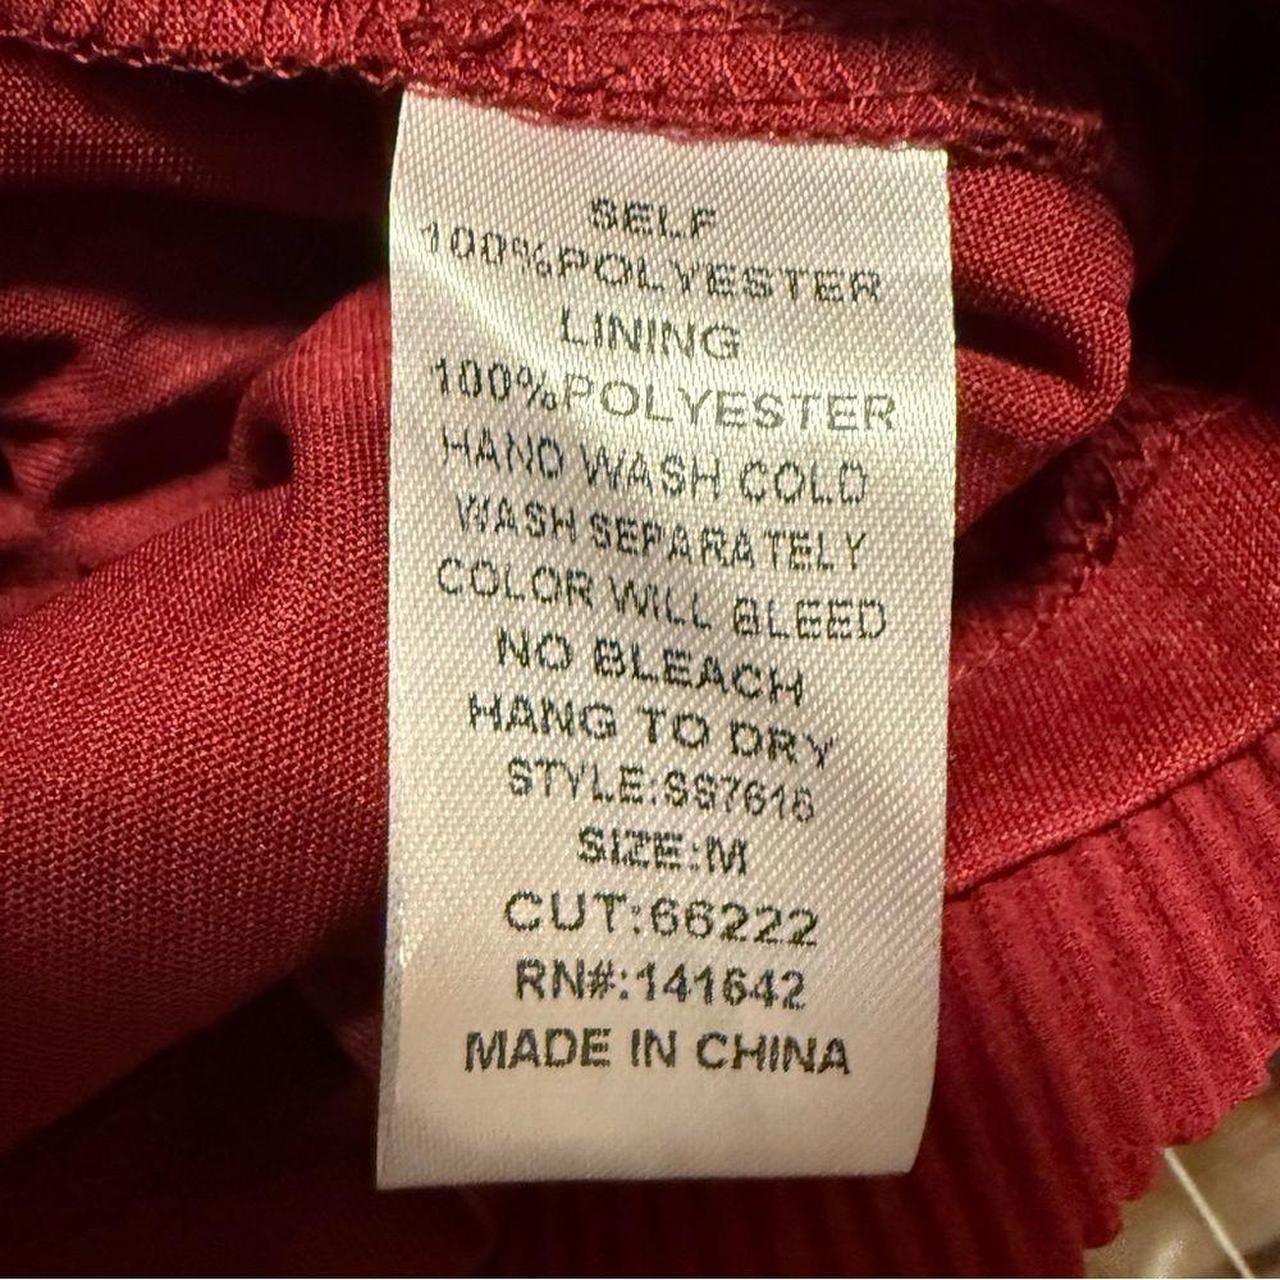 SELF
100%POLYESTER
LINING
100%POLYESTER
HAND WASH COLD
WASH SEPARATELY
COLOR WILL BLEED
NO BLEACH
HANG TO DRY
STYLE:SS7616
SIZE:M
CUT:66222
RN#:141642
MADE IN CHINA